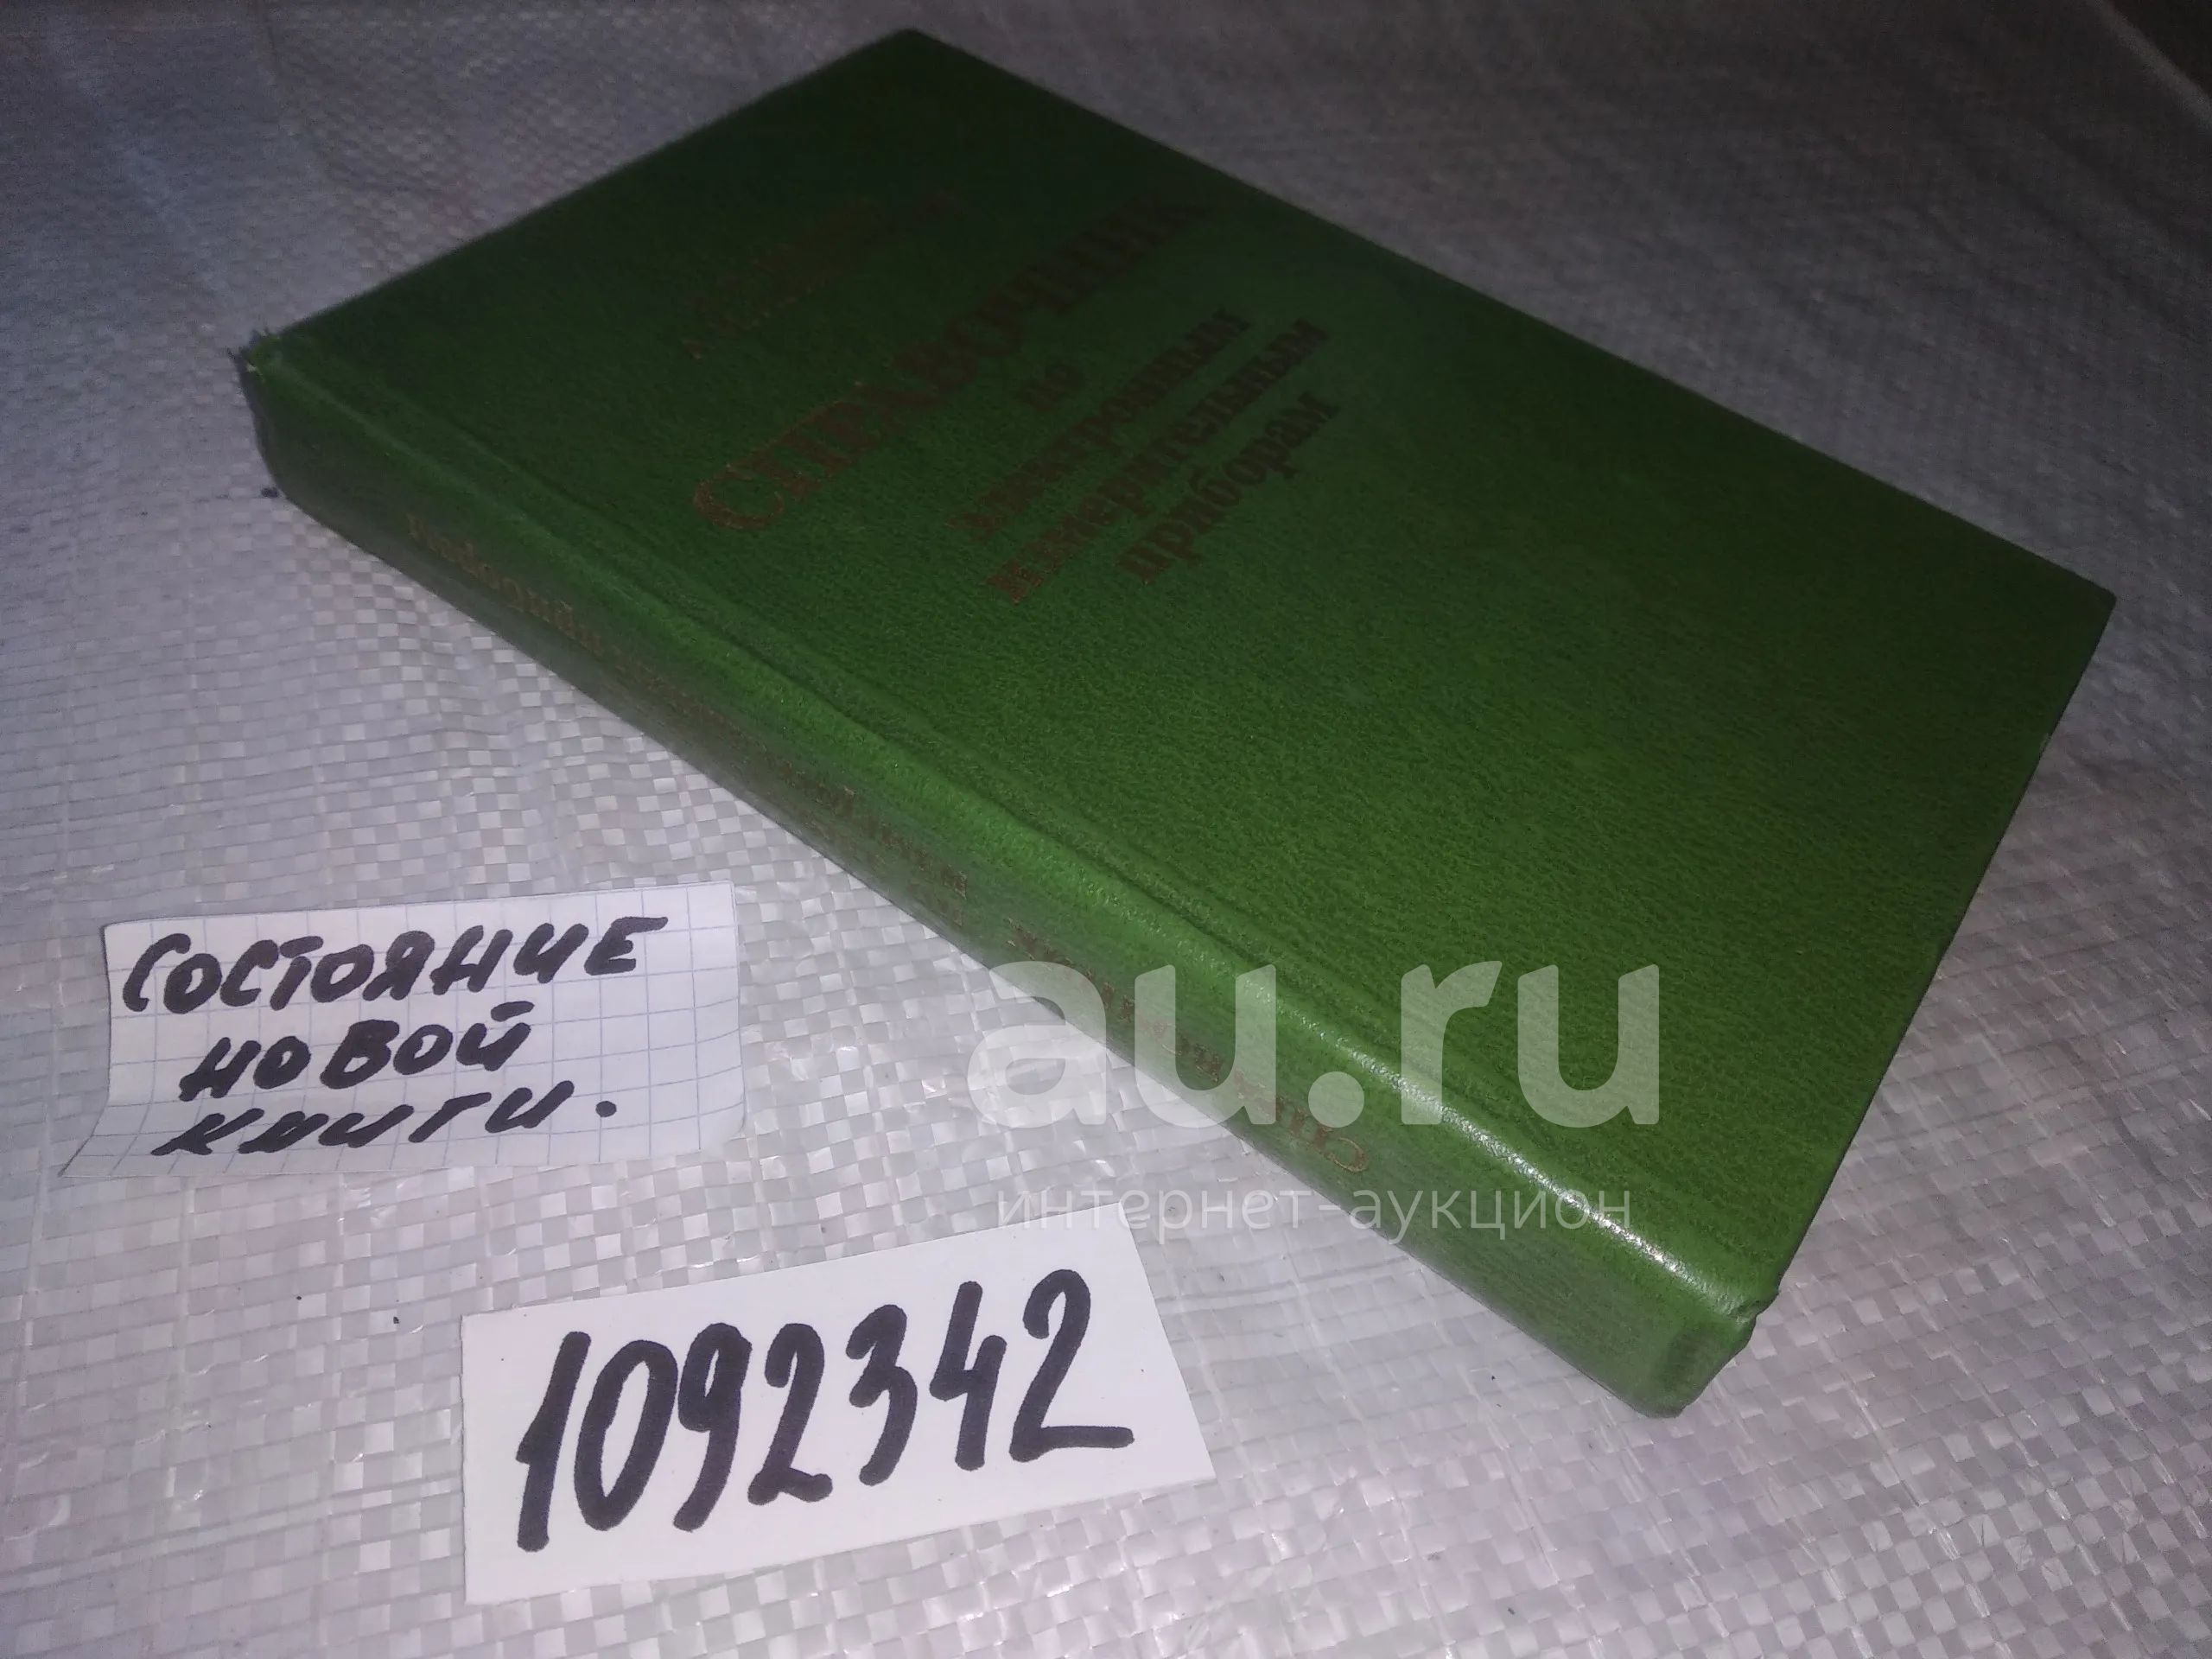 СПРАВОЧНИК
по
электронным
измерительным
приборам
СОСТОЯНИЕ
НОВОЙ
КНИГИ.
au.ru
интернет-аукцион
1092342